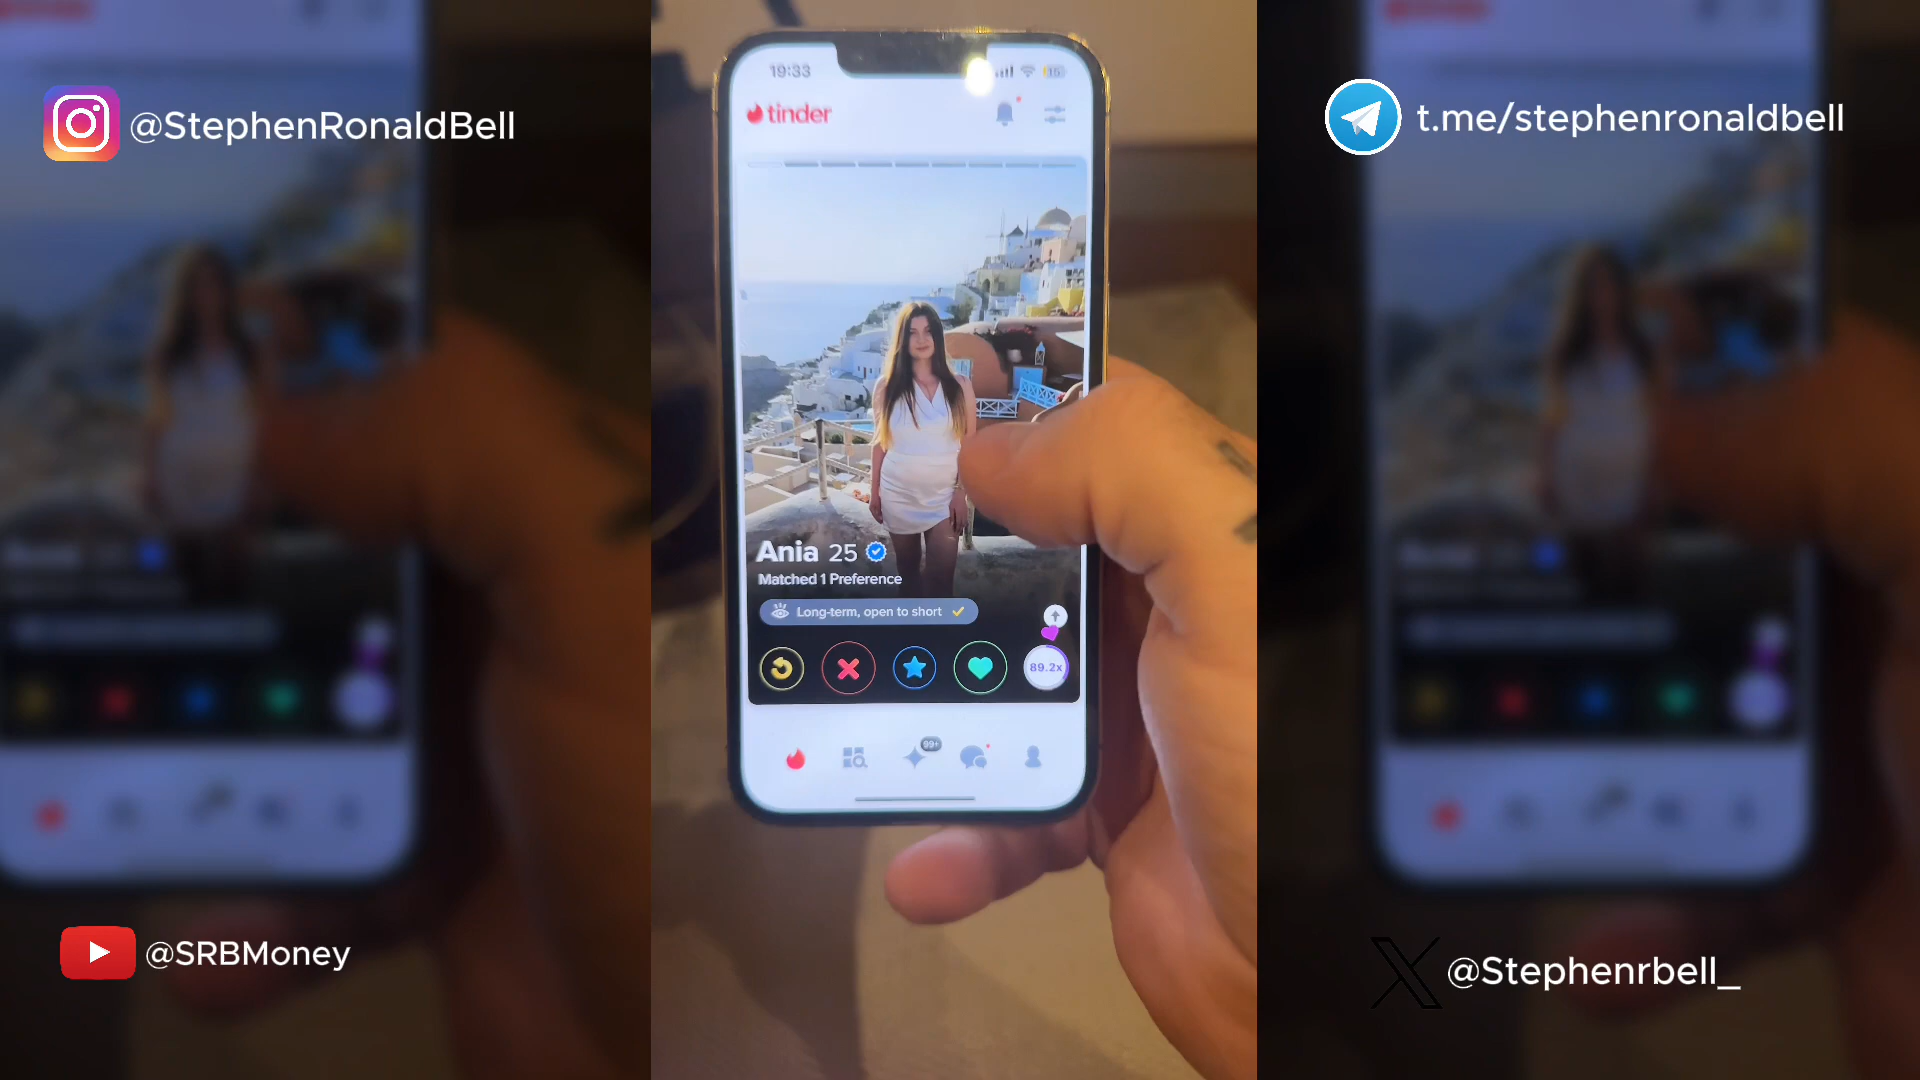 @StephenRonaldBell
t.me/stephenronaldbell
19:33
15
tinder
Ania 25
Matched 1 Preference
Long-term, open to short
89.2x
99+
@SRBMoney
@Stephenrbell_